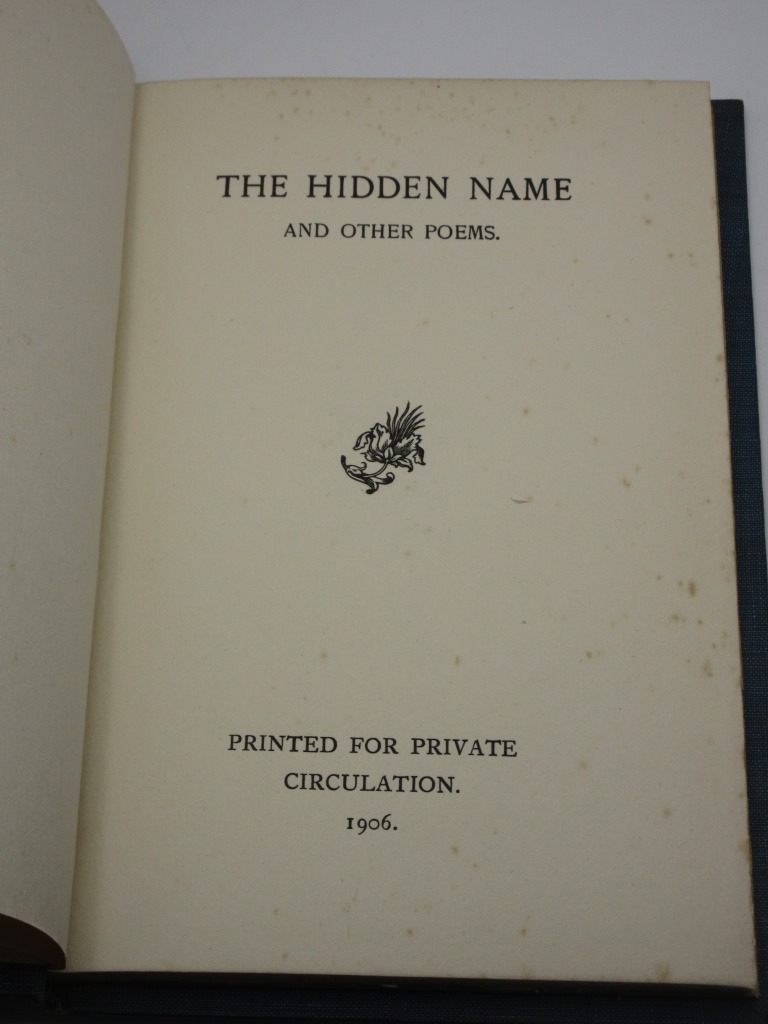 THE HIDDEN NAME
AND OTHER POEMS.
PRINTED FOR PRIVATE
CIRCULATION.
1906.